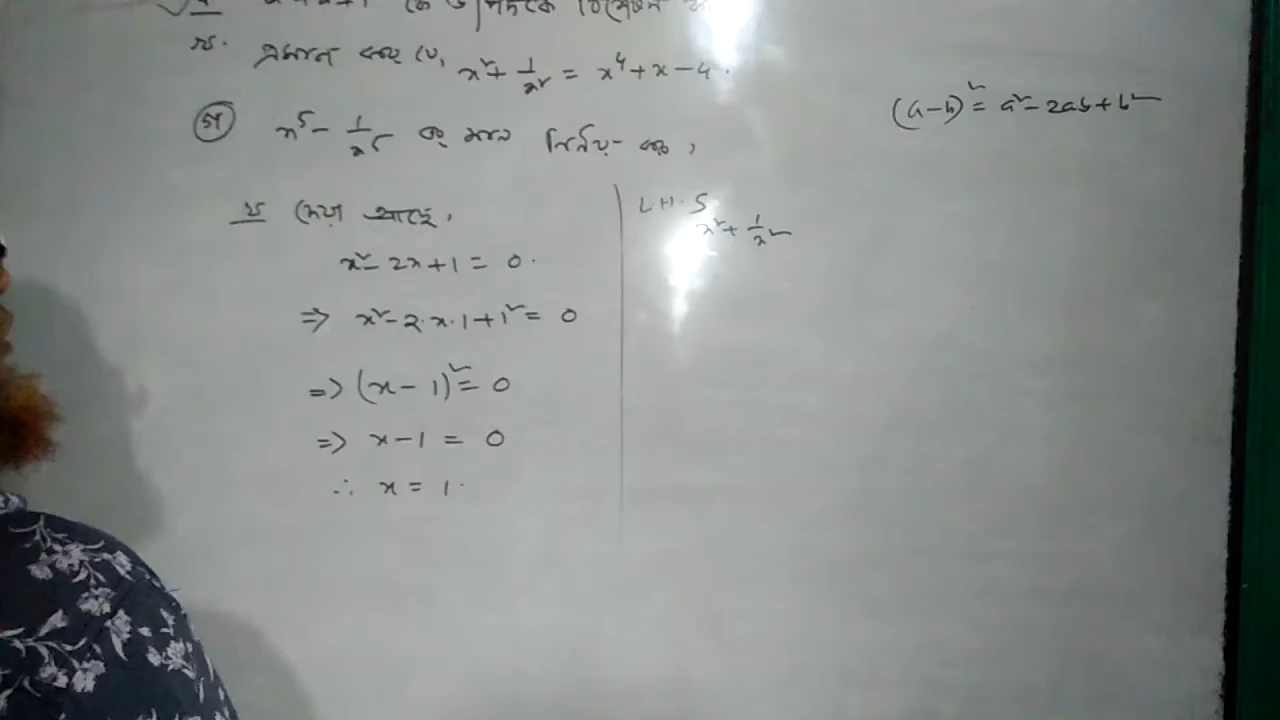 খ. প্রমাণ কর যে, x² + 1/x² = x⁴ + x − 4.
(a−b)² = a² − 2ab + b²
গ x⁵ − 1/x⁵ এর মান নির্ণয় কর,
খ দেয়া আছে,
x² − 2x + 1 = 0.
⇒ x² − 2·x·1 + 1² = 0
⇒ (x − 1)² = 0
⇒ x − 1 = 0
∴ x = 1.
L.H.S
x² + 1/x²